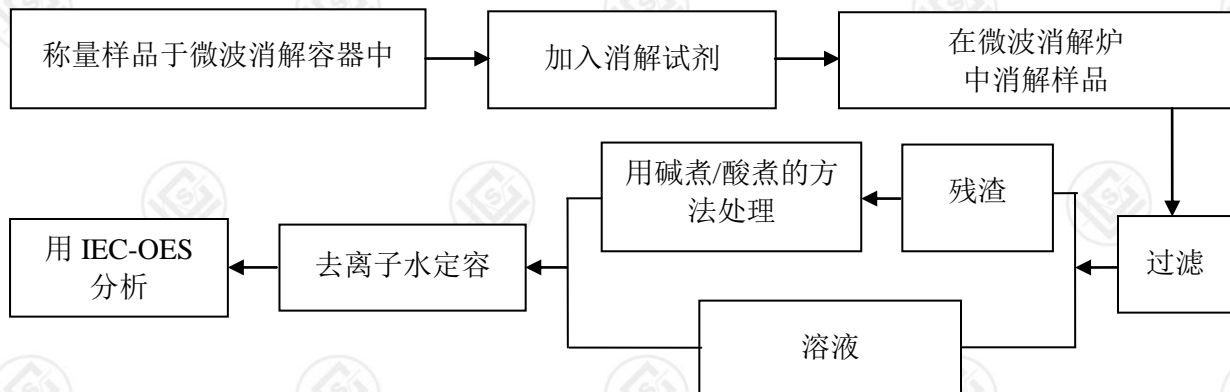 称量样品于微波消解容器中
加入消解试剂
在微波消解炉
中消解样品
用碱煮/酸煮的方
法处理
残渣
过滤
用 IEC-OES
分析
去离子水定容
溶液